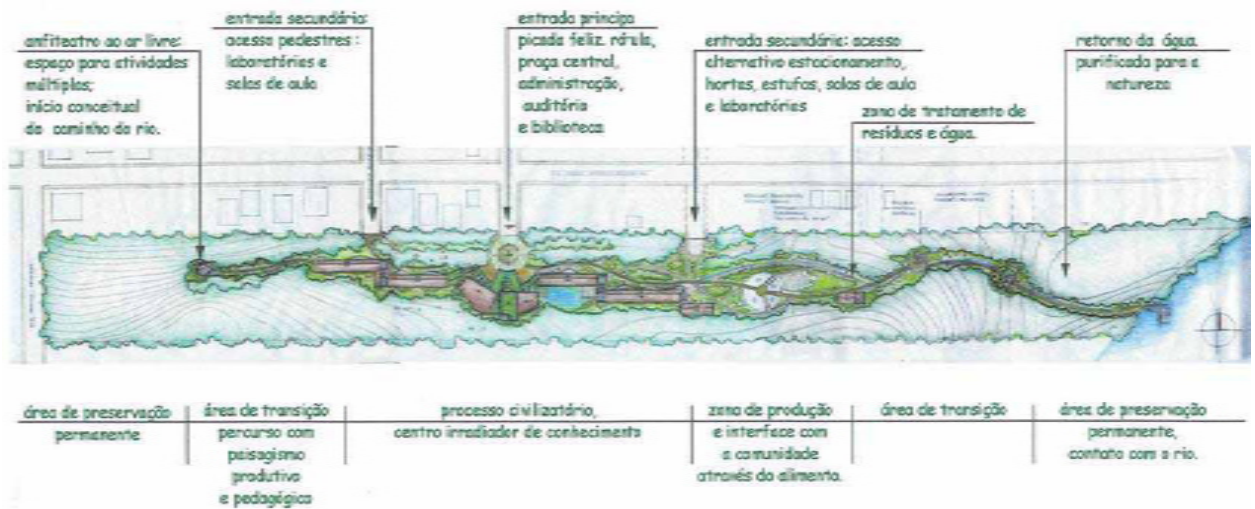 anfiteatro ao ar livre:
espaço para atividades
múltiplas;
início conceitual
do caminho do rio.
entrada secundária:
acesso pedestres :
laboratórios e
salas de aula
entrada principa
picada feliz, rótula,
praça central,
administração,
auditório
e biblioteca
entrada secundária: acesso
alternativo estacionamento,
hortas, estufas, salas de aula
e laboratórios
zona de tratamento de
resíduos e água.
retorno da água
purificada para a
natureza
área de preservação
permanente
área de transição
percurso com
paisagismo
produtivo
e pedagógico
processo civilizatório,
centro irradiador de conhecimento
zona de produção
e interface com
a comunidade
através do alimento.
área de transição
área de preservação
permanente,
contato com o rio.